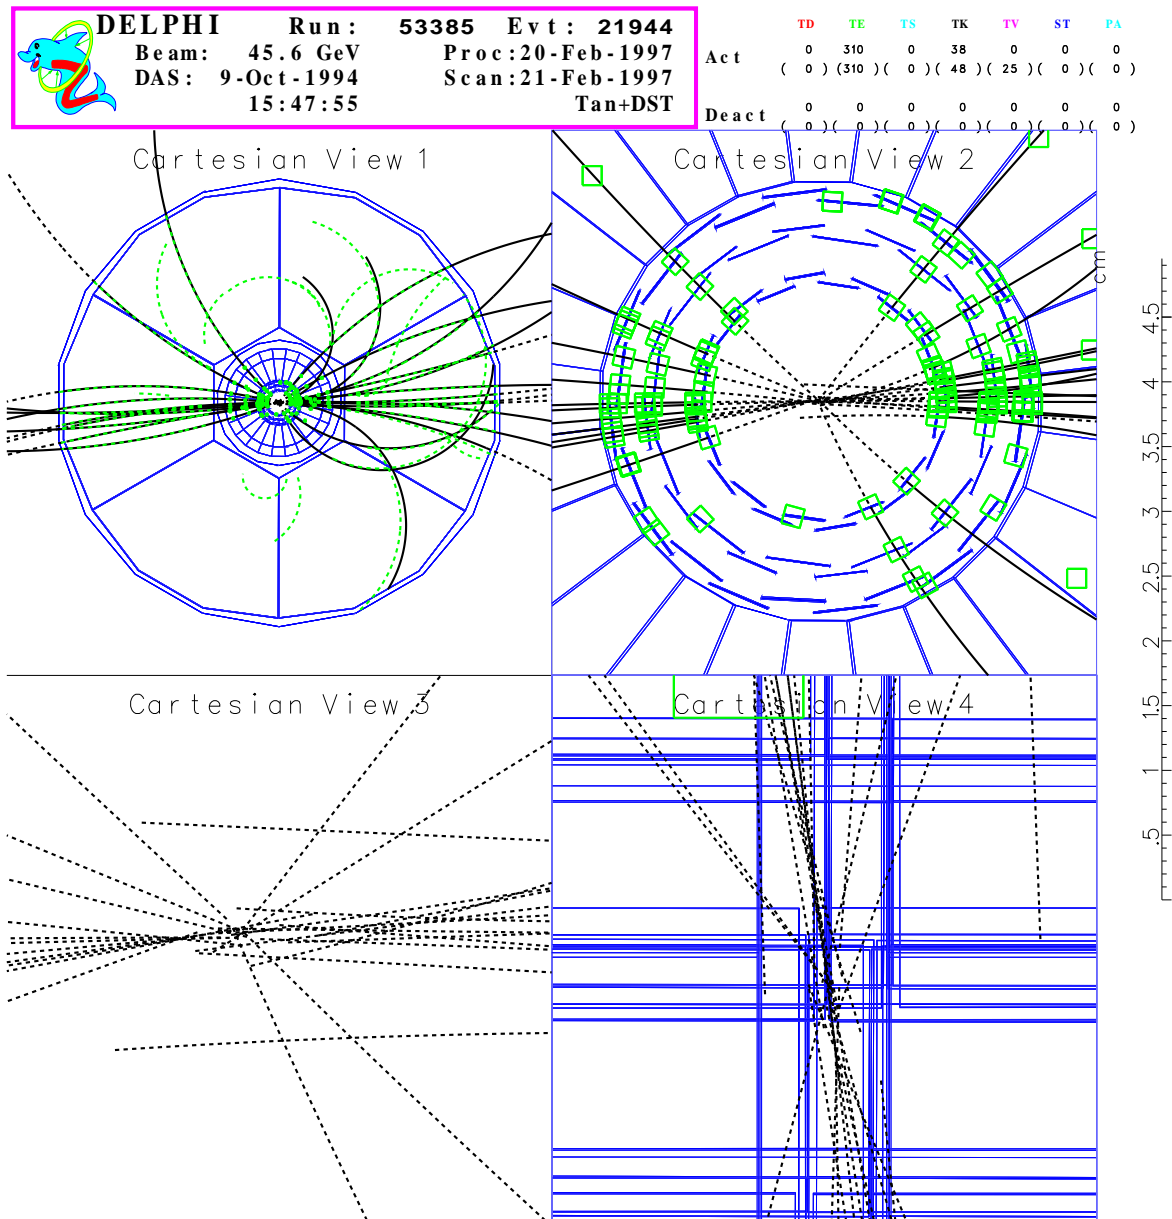 DELPHI Run: 53385 Evt: 21944
Beam: 45.6 GeV Proc:20-Feb-1997
DAS: 9-Oct-1994 Scan:21-Feb-1997
15:47:55 Tan+DST
TD TE TS TK TV ST PA
Act 0 310 0 38 0 0 0
( 0 ) (310 ) ( 0 ) ( 48 ) ( 25 ) ( 0 ) ( 0 )
Deact 0 0 0 0 0 0 0
( 0 ) ( 0 ) ( 0 ) ( 0 ) ( 0 ) ( 0 ) ( 0 )
Cartesian View 1
Cartesian View 2
cm
4.5
4
3.5
3
2.5
2
1.5
1
.5
Cartesian View 3
Cartesian View 4